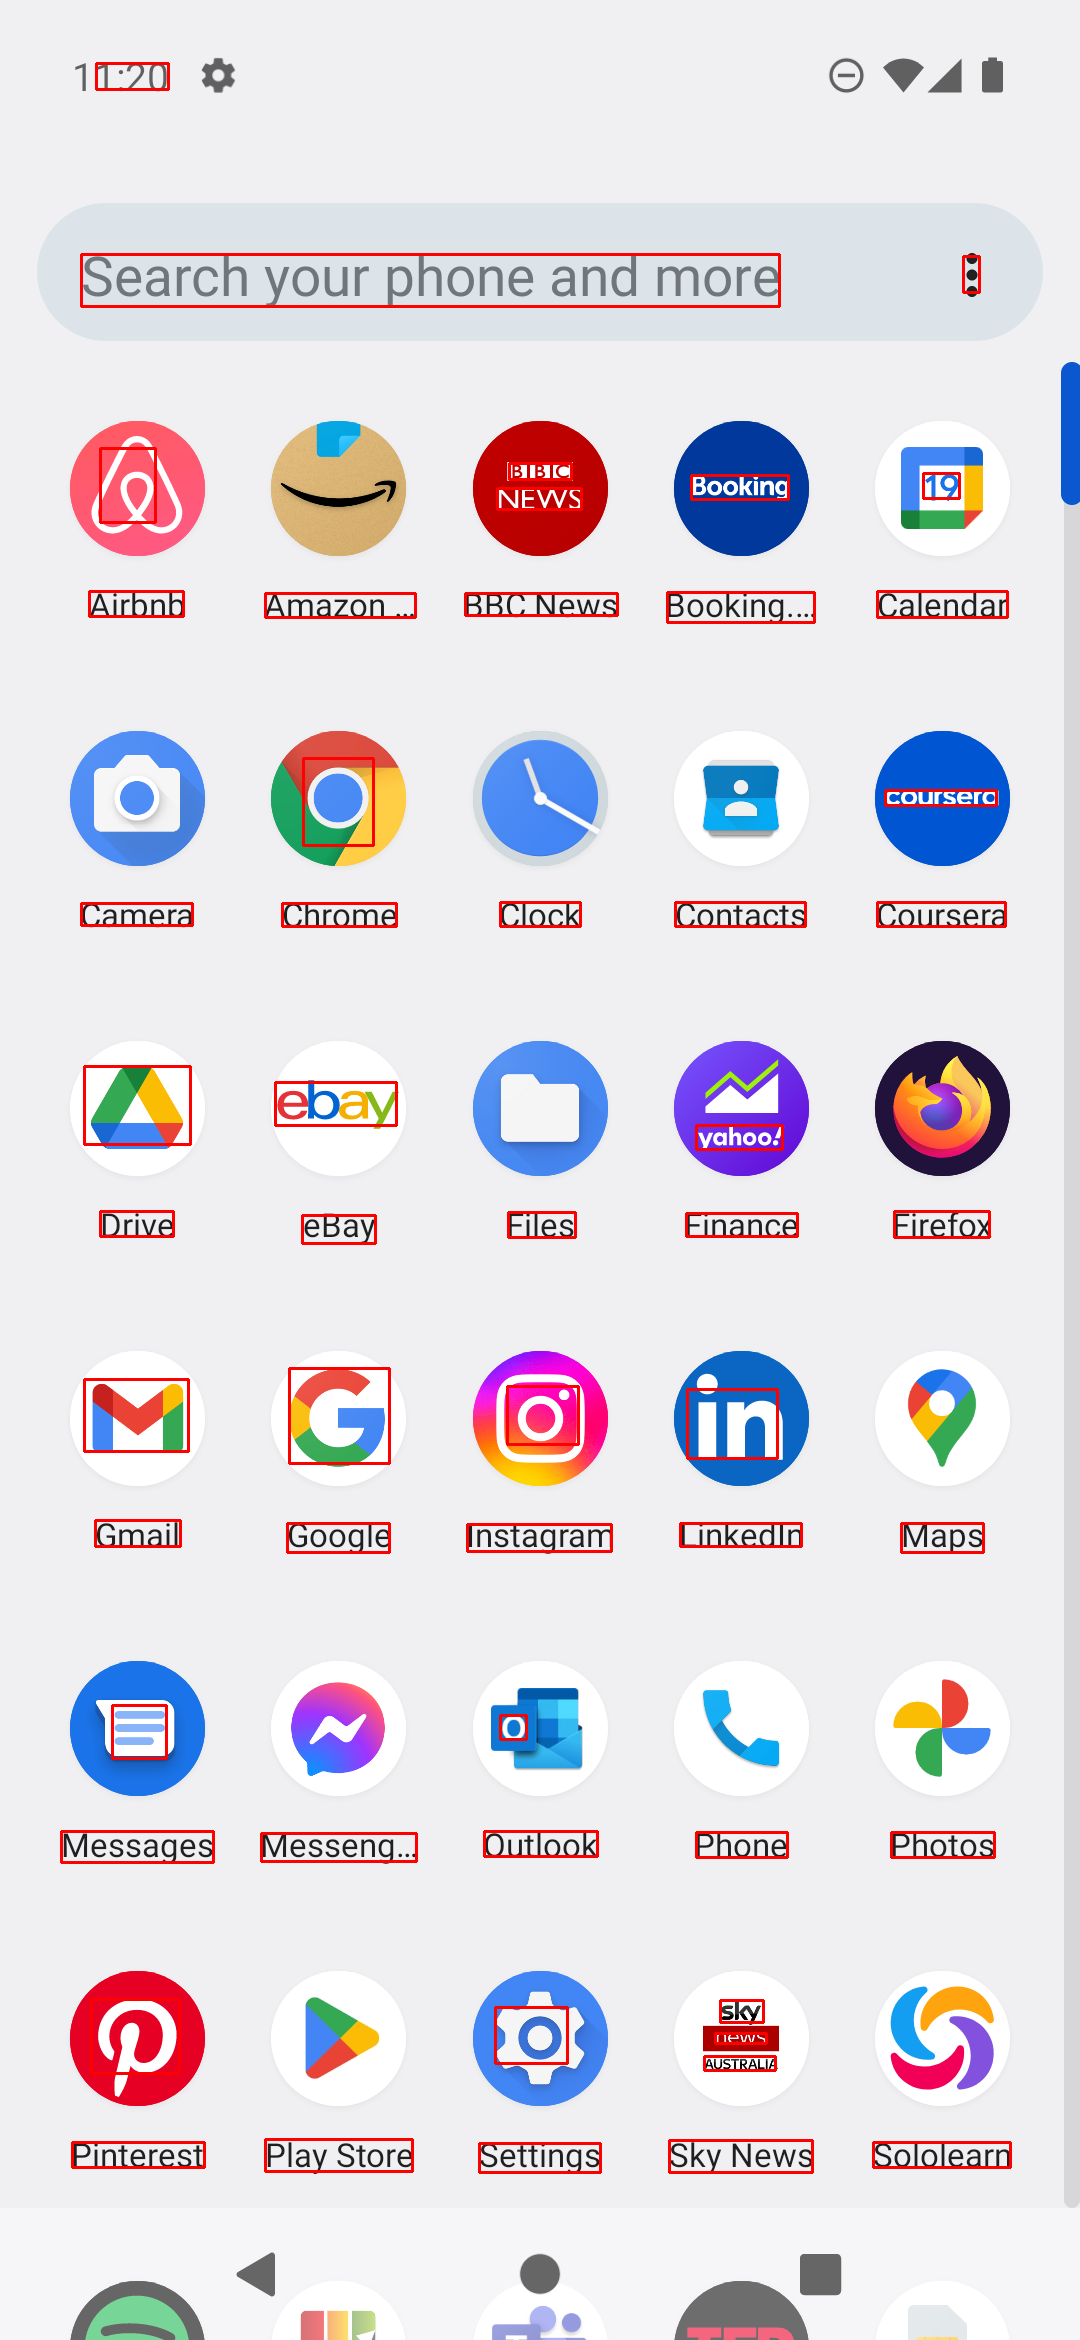 11:20
Search your phone and more
BBC
NEWS
Booking
19
Airbnb
Amazon ...
BBC News
Booking....
Calendar
coursera
Camera
Chrome
Clock
Contacts
Coursera
ebay
yahoo!
Drive
eBay
Files
Finance
Firefox
in
Gmail
Google
Instagram
LinkedIn
Maps
O
Messages
Messeng...
Outlook
Phone
Photos
sky
news
AUSTRALIA
Pinterest
Play Store
Settings
Sky News
Sololearn
TED